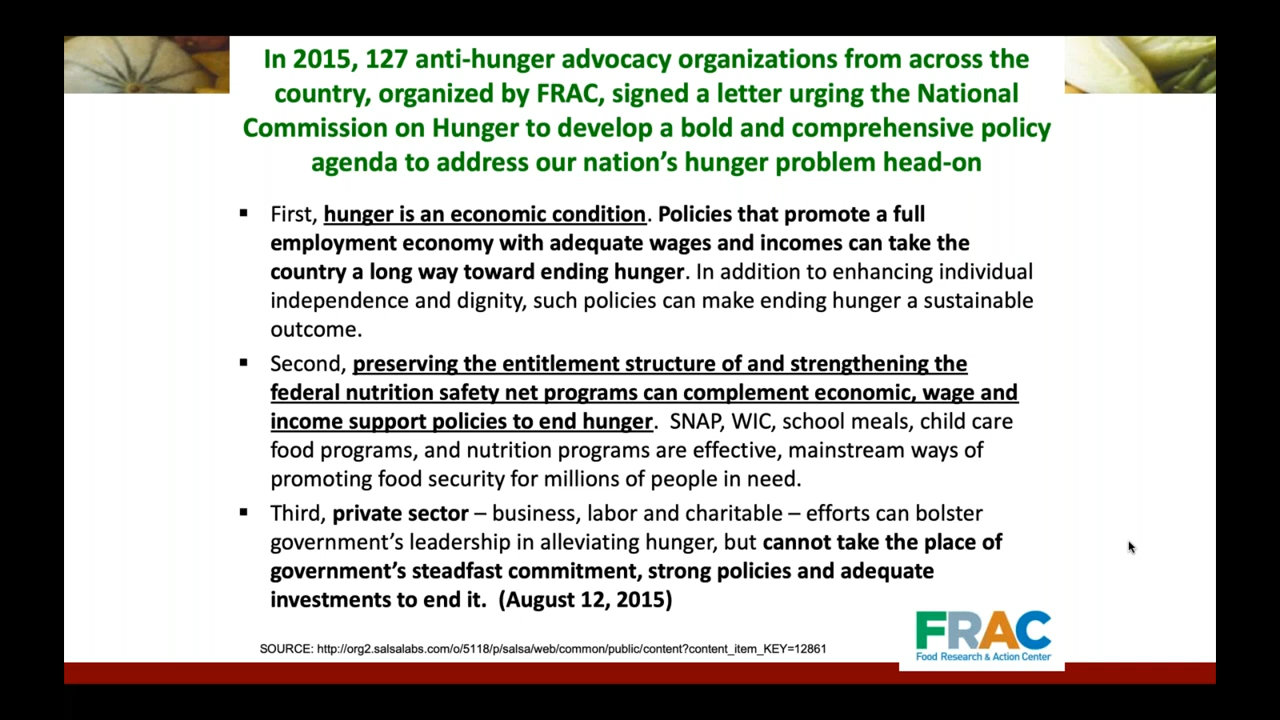 In 2015, 127 anti-hunger advocacy organizations from across the
country, organized by FRAC, signed a letter urging the National
Commission on Hunger to develop a bold and comprehensive policy
agenda to address our nation’s hunger problem head-on
▪ First, hunger is an economic condition. Policies that promote a full
employment economy with adequate wages and incomes can take the
country a long way toward ending hunger. In addition to enhancing individual
independence and dignity, such policies can make ending hunger a sustainable
outcome.
▪ Second, preserving the entitlement structure of and strengthening the
federal nutrition safety net programs can complement economic, wage and
income support policies to end hunger. SNAP, WIC, school meals, child care
food programs, and nutrition programs are effective, mainstream ways of
promoting food security for millions of people in need.
▪ Third, private sector – business, labor and charitable – efforts can bolster
government’s leadership in alleviating hunger, but cannot take the place of
government’s steadfast commitment, strong policies and adequate
investments to end it. (August 12, 2015)
SOURCE: http://org2.salsalabs.com/o/5118/p/salsa/web/common/public/content?content_item_KEY=12861
FRAC
Food Research & Action Center